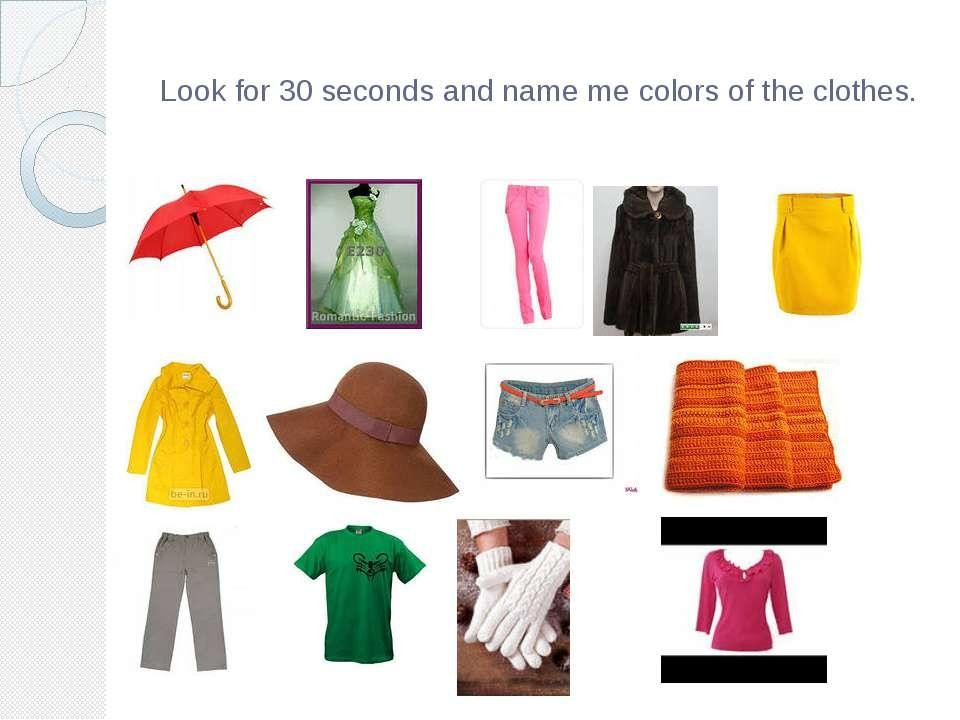 Look for 30 seconds and name me colors of the clothes.
E230
Romantic Fashion
be-in.ru